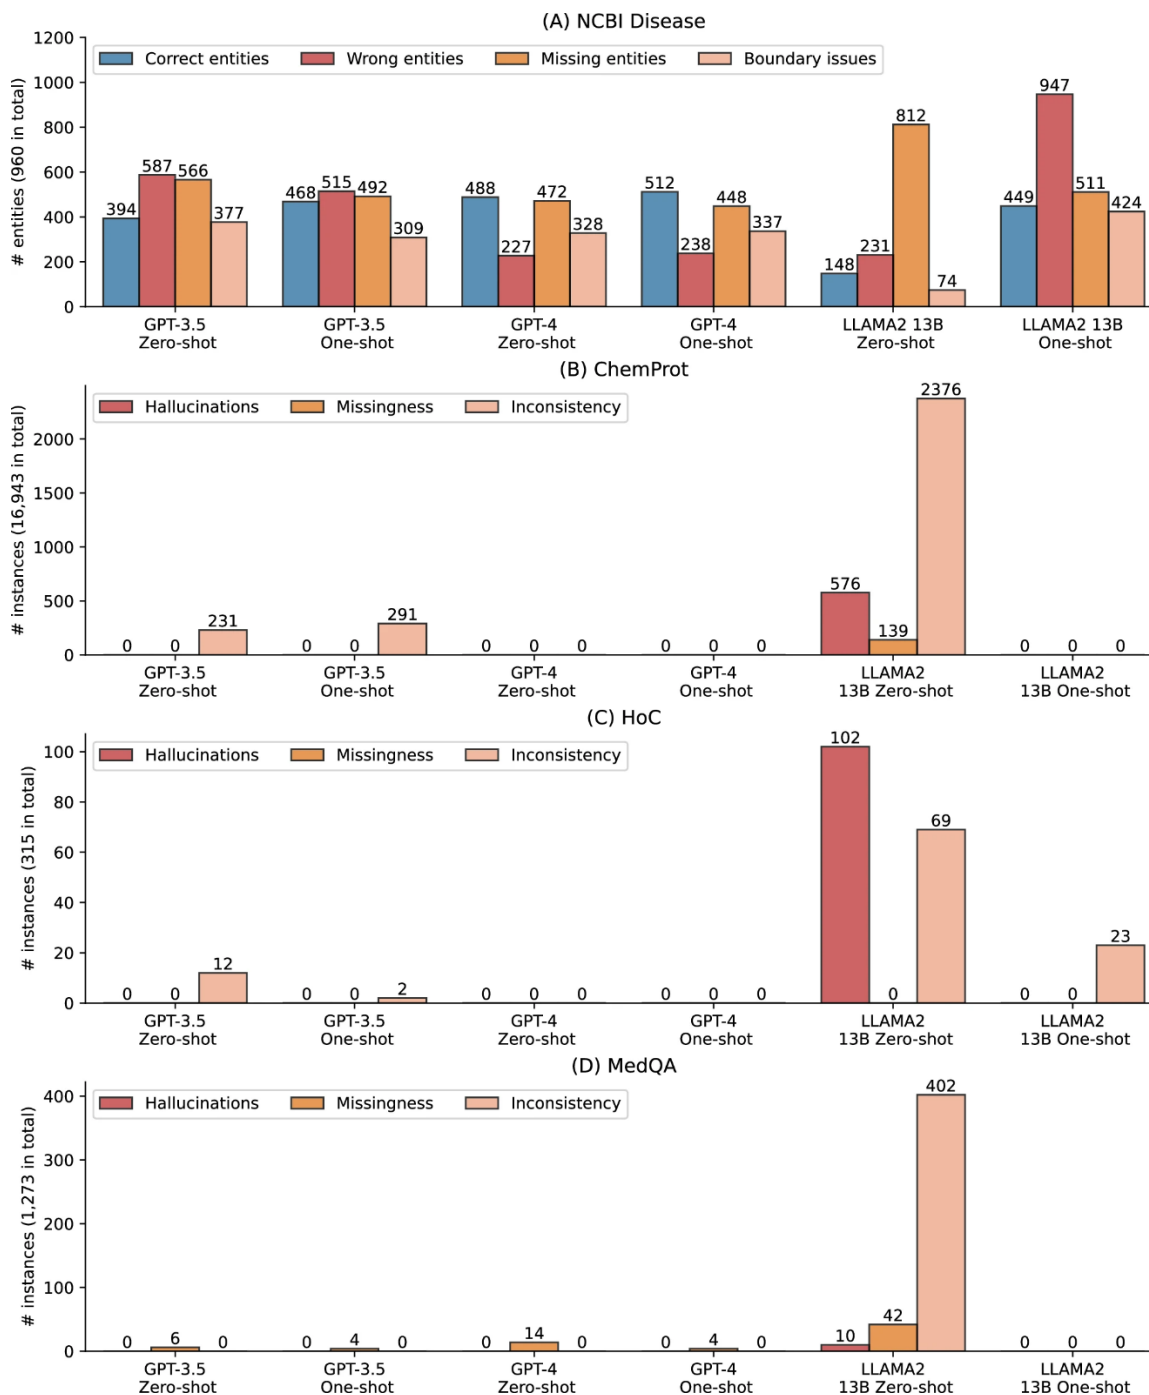 (A) NCBI Disease
# entities (960 in total)
1200
1000
800
600
400
200
0
Correct entities Wrong entities Missing entities Boundary issues
394 587 566 377
468 515 492 309
488 227 472 328
512 238 448 337
148 231 812 74
449 947 511 424
GPT-3.5 GPT-3.5 GPT-4 GPT-4 LLAMA2 13B LLAMA2 13B
Zero-shot One-shot Zero-shot One-shot Zero-shot One-shot
(B) ChemProt
# instances (16,943 in total)
2000
1500
1000
500
0
Hallucinations Missingness Inconsistency
0 0 231
0 0 291
0 0 0
0 0 0
576 139 2376
0 0 0
GPT-3.5 GPT-3.5 GPT-4 GPT-4 LLAMA2 LLAMA2
Zero-shot One-shot Zero-shot One-shot 13B Zero-shot 13B One-shot
(C) HoC
# instances (315 in total)
100
80
60
40
20
0
Hallucinations Missingness Inconsistency
0 0 12
0 0 2
0 0 0
0 0 0
102 0 69
0 0 23
GPT-3.5 GPT-3.5 GPT-4 GPT-4 LLAMA2 LLAMA2
Zero-shot One-shot Zero-shot One-shot 13B Zero-shot 13B One-shot
(D) MedQA
# instances (1,273 in total)
400
300
200
100
0
Hallucinations Missingness Inconsistency
0 6 0
0 4 0
0 14 0
0 4 0
10 42 402
0 0 0
GPT-3.5 GPT-3.5 GPT-4 GPT-4 LLAMA2 LLAMA2
Zero-shot One-shot Zero-shot One-shot 13B Zero-shot 13B One-shot